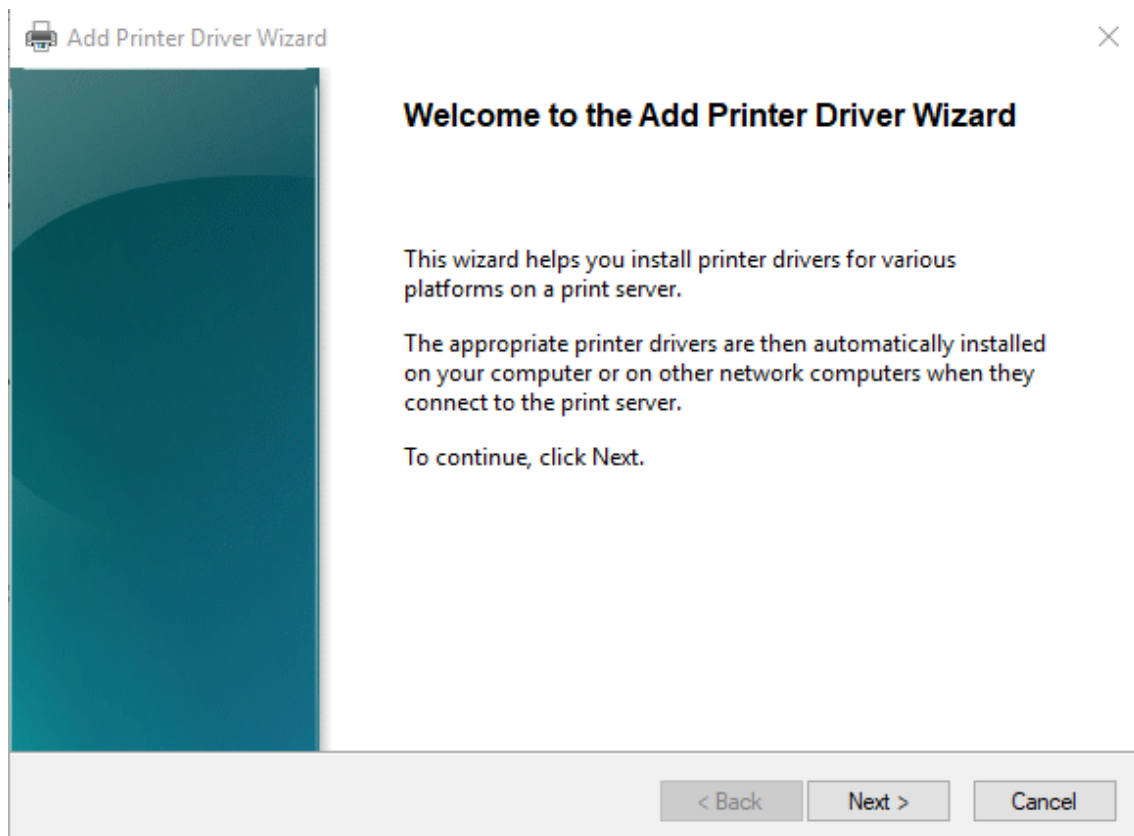 Add Printer Driver Wizard
Welcome to the Add Printer Driver Wizard
This wizard helps you install printer drivers for various
platforms on a print server.
The appropriate printer drivers are then automatically installed
on your computer or on other network computers when they
connect to the print server.
To continue, click Next.
< Back
Next >
Cancel